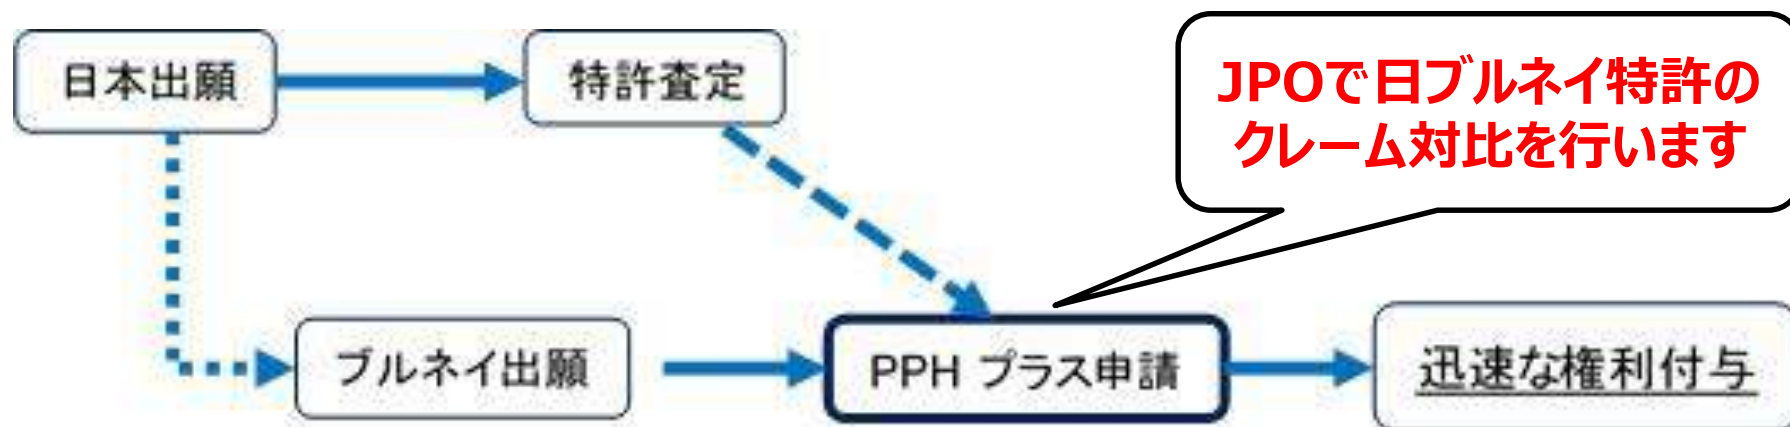 日本出願
特許査定
JPOで日ブルネイ特許の
クレーム対比を行います
ブルネイ出願
PPH プラス申請
迅速な権利付与